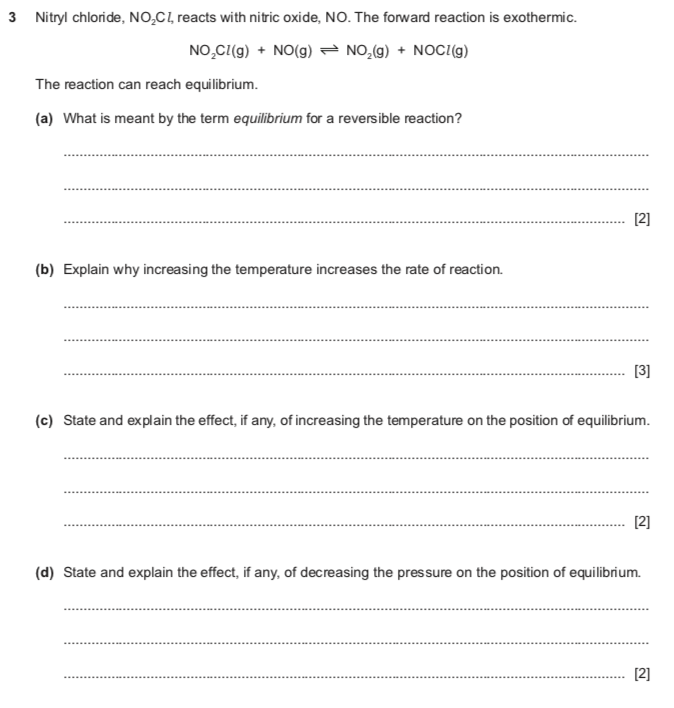 3 Nitryl chloride, NO₂Cl, reacts with nitric oxide, NO. The forward reaction is exothermic.
NO₂Cl(g) + NO(g) ⇌ NO₂(g) + NOCl(g)
The reaction can reach equilibrium.
(a) What is meant by the term equilibrium for a reversible reaction?
[2]
(b) Explain why increasing the temperature increases the rate of reaction.
[3]
(c) State and explain the effect, if any, of increasing the temperature on the position of equilibrium.
[2]
(d) State and explain the effect, if any, of decreasing the pressure on the position of equilibrium.
[2]